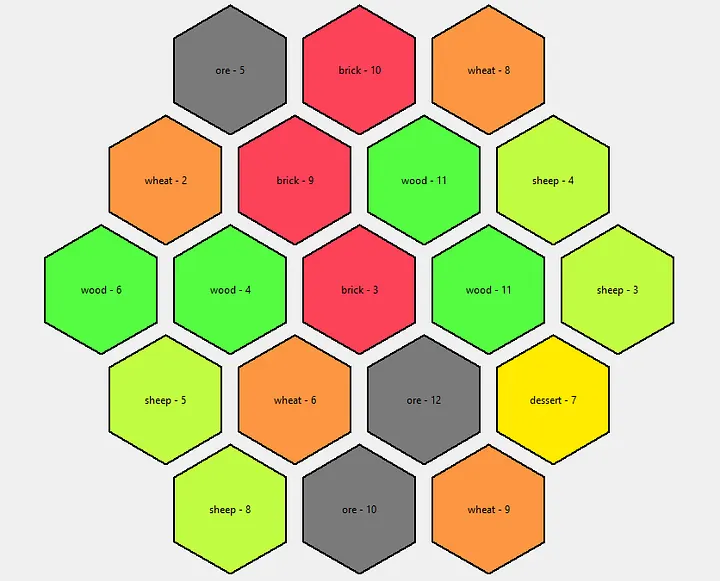 ore - 5
brick - 10
wheat - 8
wheat - 2
brick - 9
wood - 11
sheep - 4
wood - 6
wood - 4
brick - 3
wood - 11
sheep - 3
sheep - 5
wheat - 6
ore - 12
dessert - 7
sheep - 8
ore - 10
wheat - 9